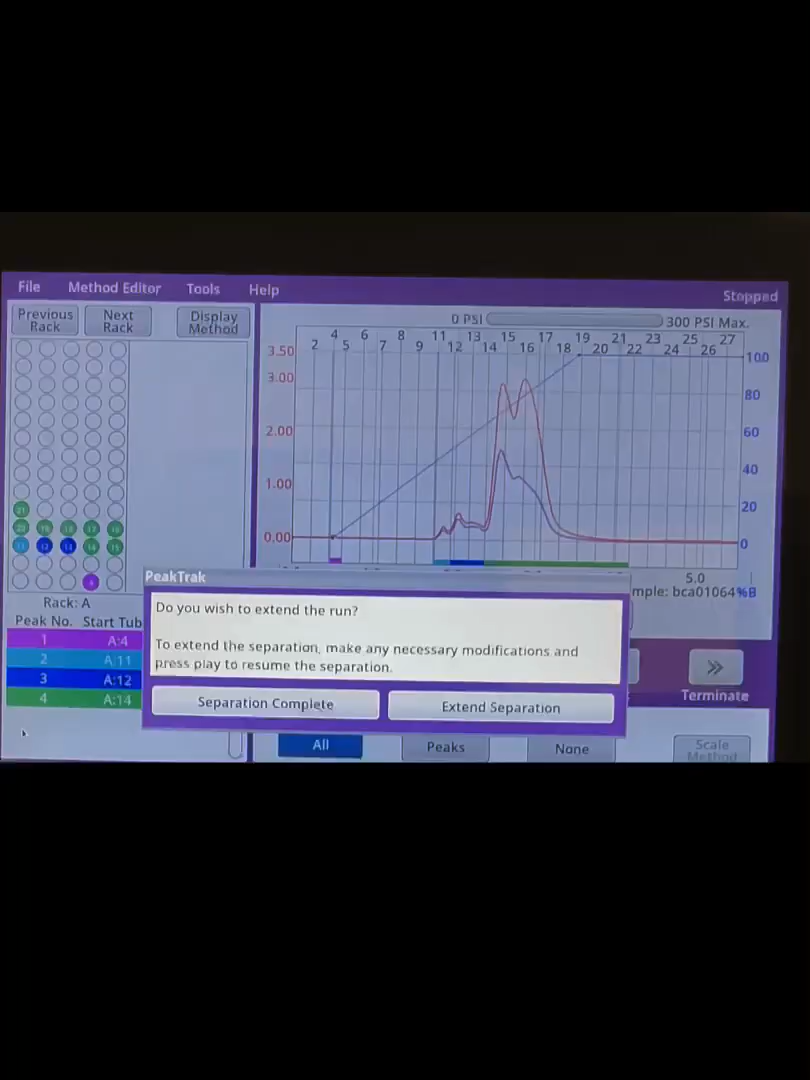 File Method Editor Tools Help
Stopped
Previous Rack
Next Rack
Display Method
0 PSI
300 PSI Max.
4 6 8 11 13 15 17 19 21 23 25 27
2 5 7 9 12 14 16 18 20 22 24 26
3.50
3.00
2.00
1.00
0.00
100
80
60
40
20
0
21
Rack: A
Peak No. Start Tub
1 A:4
2 A:11
3 A:12
4 A:14
5.0
mple: bca01064%B
PeakTrak
Do you wish to extend the run?
To extend the separation, make any necessary modifications and
press play to resume the separation.
Separation Complete
Extend Separation
Terminate
All
Peaks
None
Scale Method